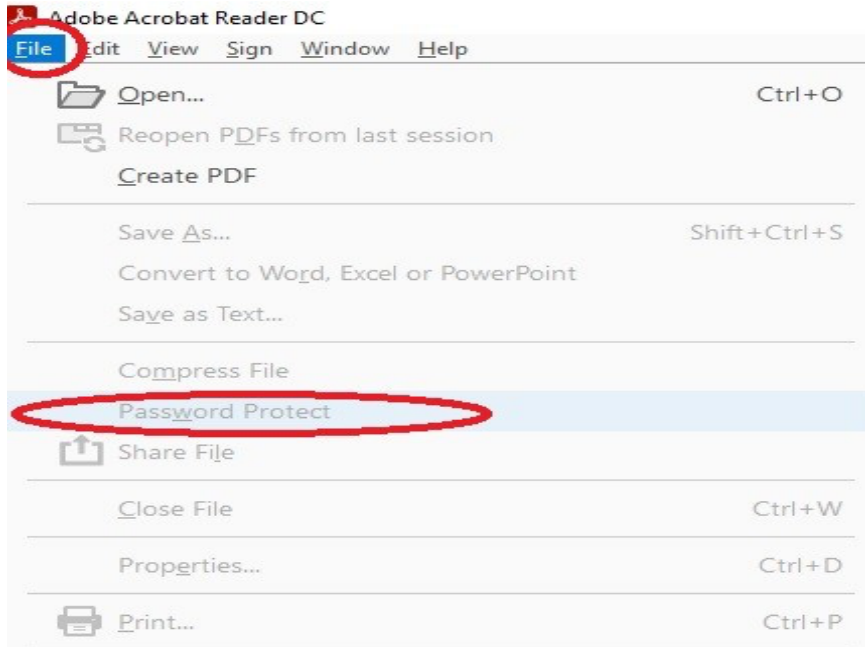 Adobe Acrobat Reader DC
File Edit View Sign Window Help
Open... Ctrl+O
Reopen PDFs from last session
Create PDF
Save As... Shift+Ctrl+S
Convert to Word, Excel or PowerPoint
Save as Text...
Compress File
Password Protect
Share File
Close File Ctrl+W
Properties... Ctrl+D
Print... Ctrl+P